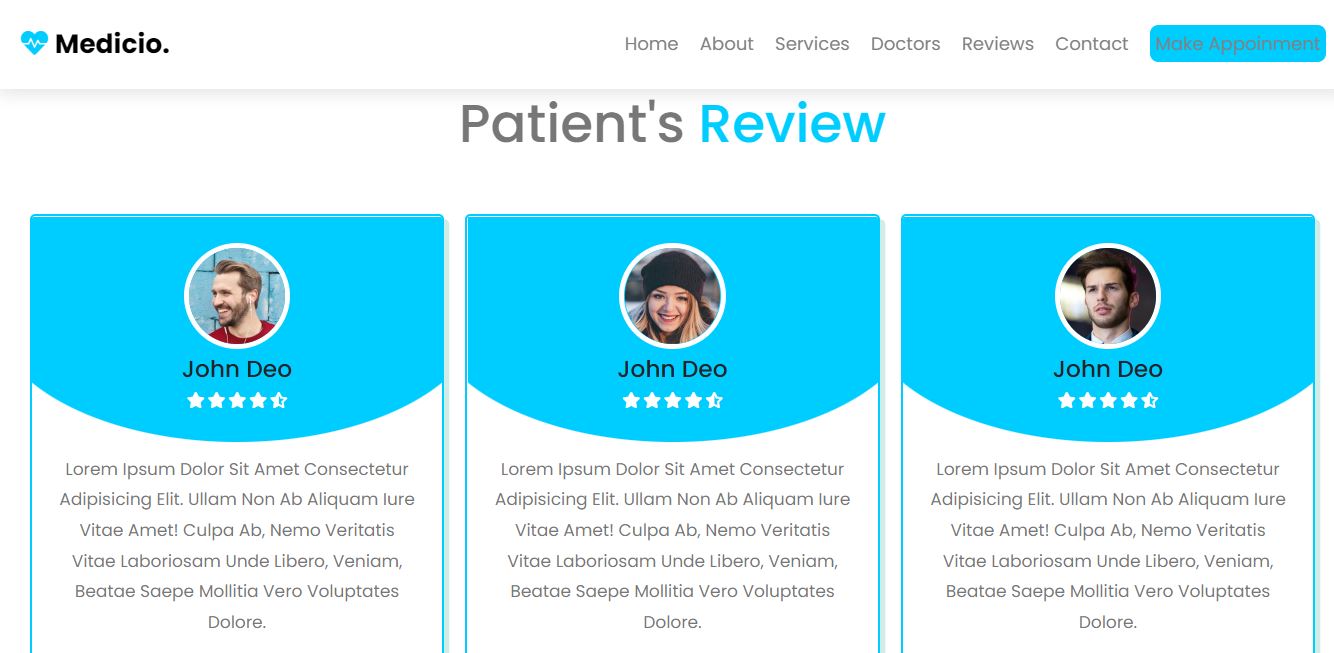 Medicio.
Home About Services Doctors Reviews Contact Make Appoinment
Patient's Review
John Deo
Lorem Ipsum Dolor Sit Amet Consectetur
Adipisicing Elit. Ullam Non Ab Aliquam Iure
Vitae Amet! Culpa Ab, Nemo Veritatis
Vitae Laboriosam Unde Libero, Veniam,
Beatae Saepe Mollitia Vero Voluptates
Dolore.
John Deo
Lorem Ipsum Dolor Sit Amet Consectetur
Adipisicing Elit. Ullam Non Ab Aliquam Iure
Vitae Amet! Culpa Ab, Nemo Veritatis
Vitae Laboriosam Unde Libero, Veniam,
Beatae Saepe Mollitia Vero Voluptates
Dolore.
John Deo
Lorem Ipsum Dolor Sit Amet Consectetur
Adipisicing Elit. Ullam Non Ab Aliquam Iure
Vitae Amet! Culpa Ab, Nemo Veritatis
Vitae Laboriosam Unde Libero, Veniam,
Beatae Saepe Mollitia Vero Voluptates
Dolore.